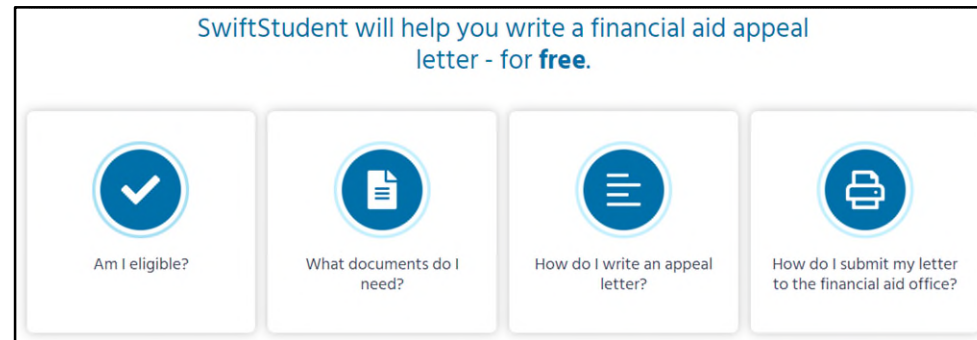 SwiftStudent will help you write a financial aid appeal
letter - for free.
Am I eligible?
What documents do I
need?
How do I write an appeal
letter?
How do I submit my letter
to the financial aid office?